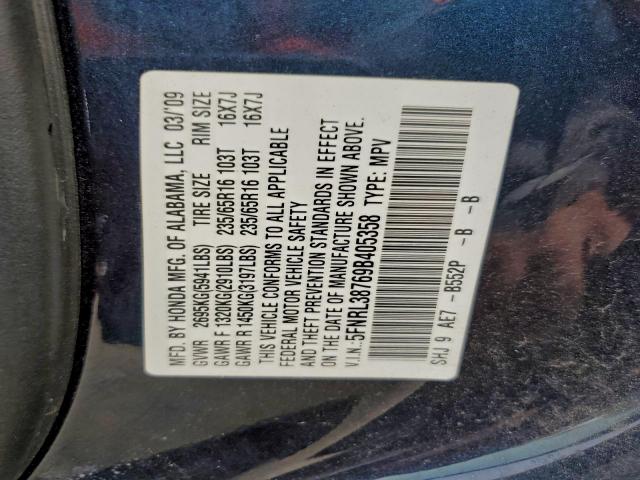 MFD. BY HONDA MFG. OF ALABAMA, LLC 03/09
GVWR 2695KG(5941LBS) TIRE SIZE RIM SIZE
GAWR F 1320KG(2910LBS) 235/65R16 103T 16X7J
GAWR R 1450KG(3197LBS) 235/65R16 103T 16X7J
THIS VEHICLE CONFORMS TO ALL APPLICABLE
FEDERAL MOTOR VEHICLE SAFETY
AND THEFT PREVENTION STANDARDS IN EFFECT
ON THE DATE OF MANUFACTURE SHOWN ABOVE.
V.I.N.:5FNRL38769B405358 TYPE: MPV
SHJ 9 AE7 -B552P -B -B